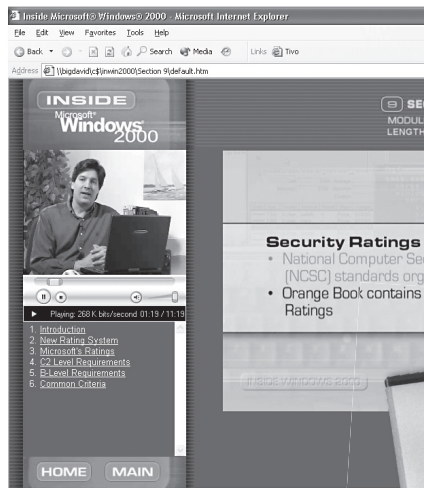 Inside Microsoft® Windows® 2000 - Microsoft Internet Explorer
File Edit View Favorites Tools Help
Back Search Media Links Tivo
Address \\bigdavid\c$\inwin2000\Section 9\default.htm
INSIDE
Microsoft®
Windows
2000
9 SE
MODUL
LENGTH
Security Ratings
• National Computer Sec
(NCSC) standards org
• Orange Book contains
Ratings
Playing: 268 K bits/second 01:19 / 11:19
1. Introduction
2. New Rating System
3. Microsoft's Ratings
4. C2 Level Requirements
5. B-Level Requirements
6. Common Criteria
INSIDE WINDOWS 2000
HOME MAIN